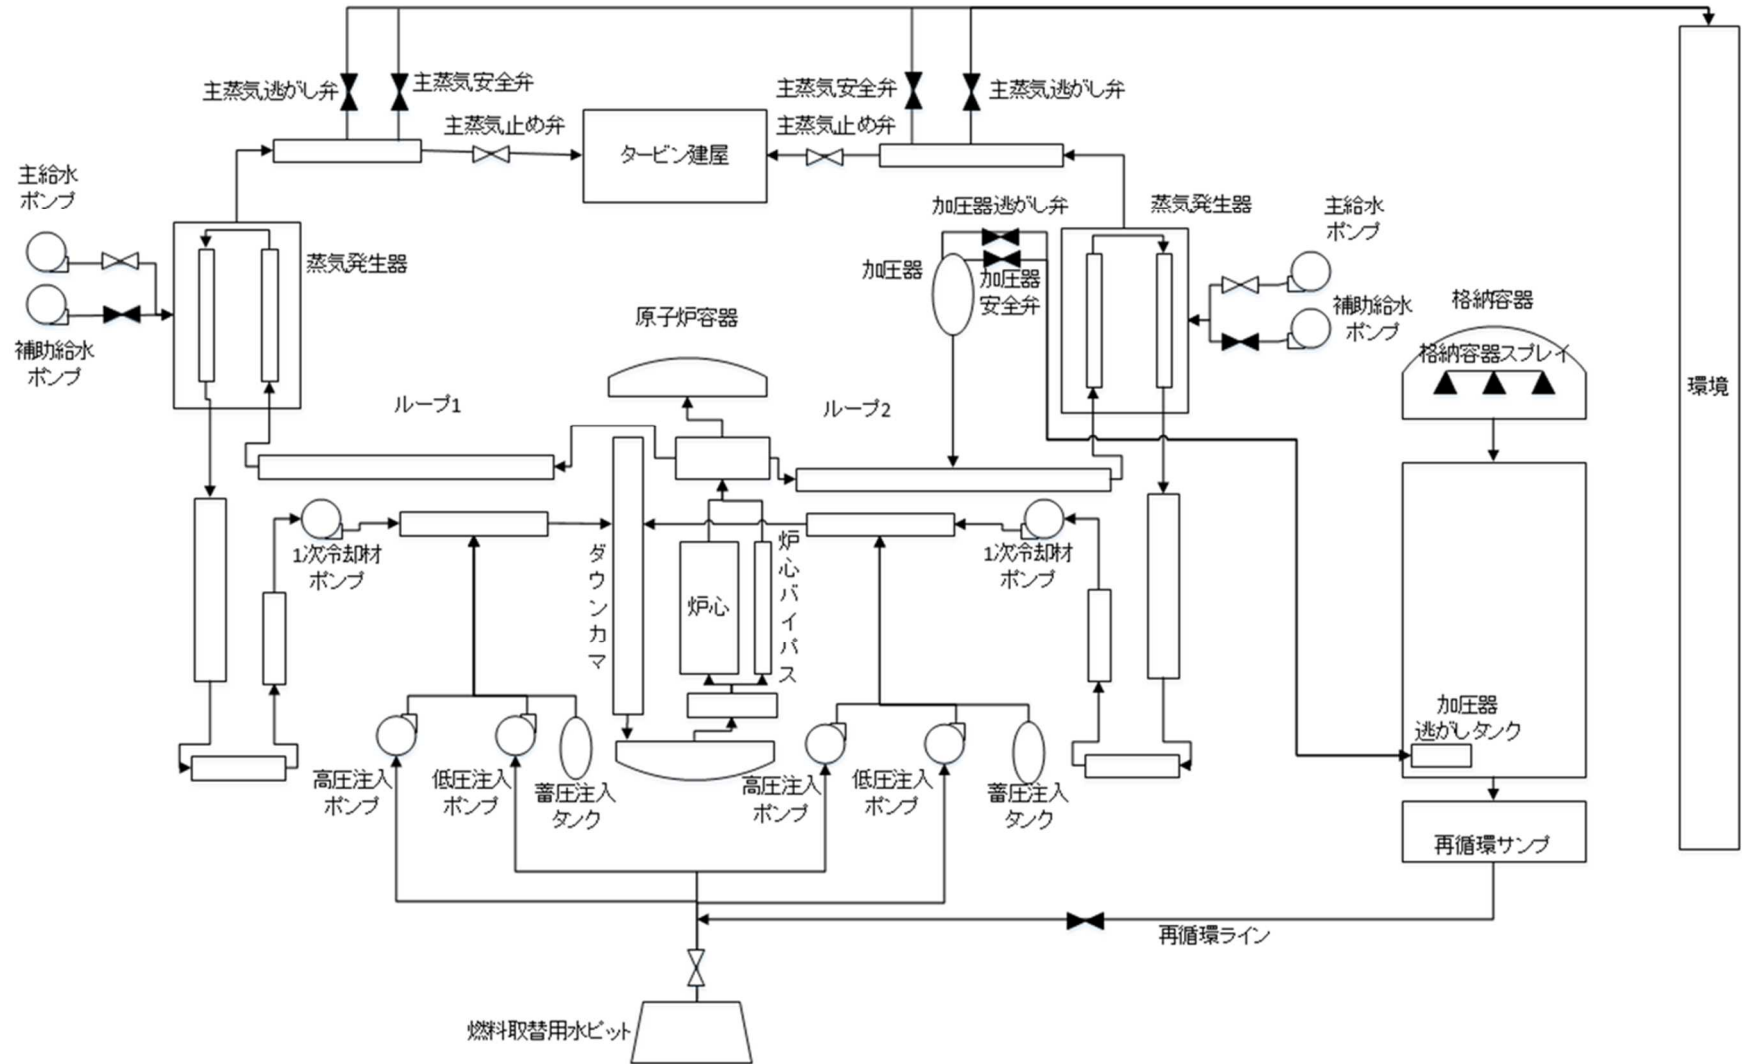 主蒸気逃がし弁
主蒸気安全弁
主蒸気安全弁
主蒸気逃がし弁
主蒸気止め弁
主蒸気止め弁
タービン建屋
主給水
ポンプ
蒸気発生器
補助給水
ポンプ
加圧器逃がし弁
加圧器
加圧器
安全弁
蒸気発生器
主給水
ポンプ
補助給水
ポンプ
格納容器
格納容器スプレイ
環境
原子炉容器
ループ1
ループ2
1次冷却材
ポンプ
ダウンカマ
炉心
炉心バイパス
1次冷却材
ポンプ
高圧注入
ポンプ
低圧注入
ポンプ
蓄圧注入
タンク
高圧注入
ポンプ
低圧注入
ポンプ
蓄圧注入
タンク
加圧器
逃がしタンク
再循環サンプ
再循環ライン
燃料取替用水ピット